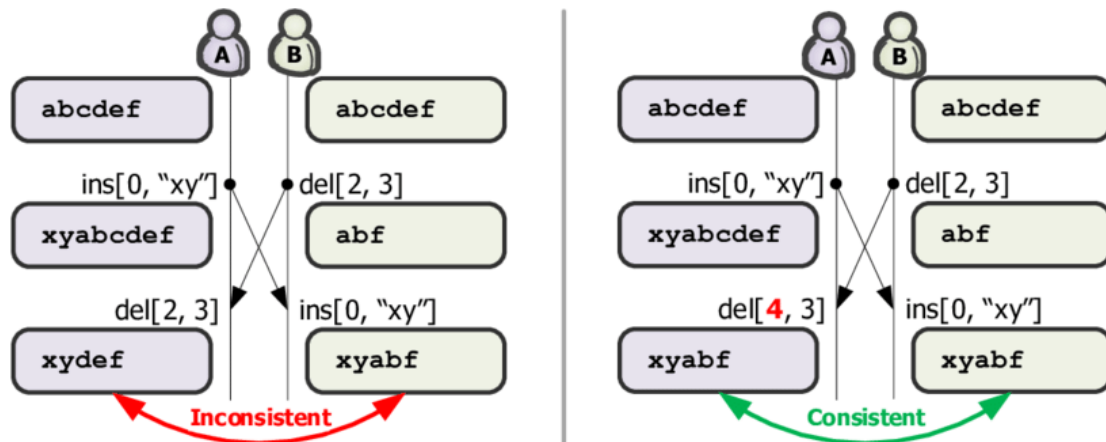 A B
abcdef abcdef
ins[0, “xy”] del[2, 3]
xyabcdef abf
del[2, 3] ins[0, “xy”]
xydef xyabf
Inconsistent
A B
abcdef abcdef
ins[0, “xy”] del[2, 3]
xyabcdef abf
del[4, 3] ins[0, “xy”]
xyabf xyabf
Consistent